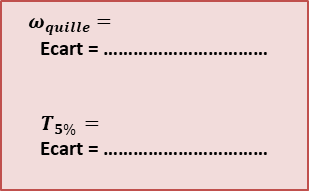 ω_quille =
Ecart = ……………………………
T_5% =
Ecart = ……………………………